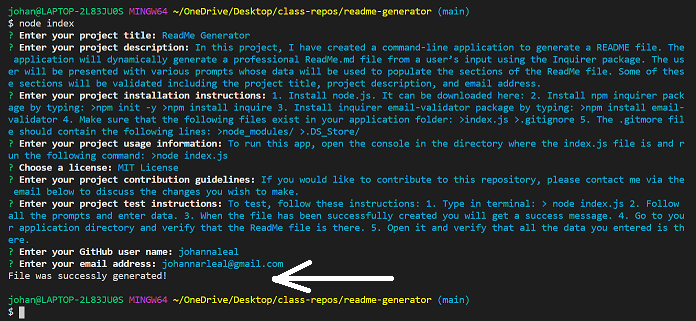 johan@LAPTOP-2L83JU0S MINGW64 ~/OneDrive/Desktop/class-repos/readme-generator (main)
$ node index
? Enter your project title: ReadMe Generator
? Enter your project description: In this project, I have created a command-line application to generate a README file. The
 application will dynamically generate a professional ReadMe.md file from a user's input using the Inquirer package. The us
er will be presented with various prompts whose data will be used to populate the sections of the ReadMe file. Some of thes
e sections will be validated including the project title, project description, and email address.
? Enter your project installation instructions: 1. Install node.js. It can be downloaded here: 2. Install npm inquirer pack
age by typing: >npm init -y >npm install inquire 3. Install inquirer email-validator package by typing: >npm install email-
validator 4. Make sure that the following files exist in your application folder: >index.js >.gitignore 5. The .gitmore fil
e should contain the following lines: >node_modules/ >.DS_Store/
? Enter your project usage information: To run this app, open the console in the directory where the index.js file is and r
un the following command: >node index.js
? Choose a license: MIT License
? Enter your project contribution guidelines: If you would like to contribute to this repository, please contact me via the
 email below to discuss the changes you wish to make.
? Enter your project test instructions: To test, follow these instructions: 1. Type in terminal: > node index.js 2. Follow
all the prompts and enter data. 3. When the file has been successfully created you will get a success message. 4. Go to you
r application directory and verify that the ReadMe file is there. 5. Open it and verify that all the data you entered is th
ere.
? Enter your GitHub user name: johannaleal
? Enter your email address: johannarleal@gmail.com
File was successly generated!
johan@LAPTOP-2L83JU0S MINGW64 ~/OneDrive/Desktop/class-repos/readme-generator (main)
$